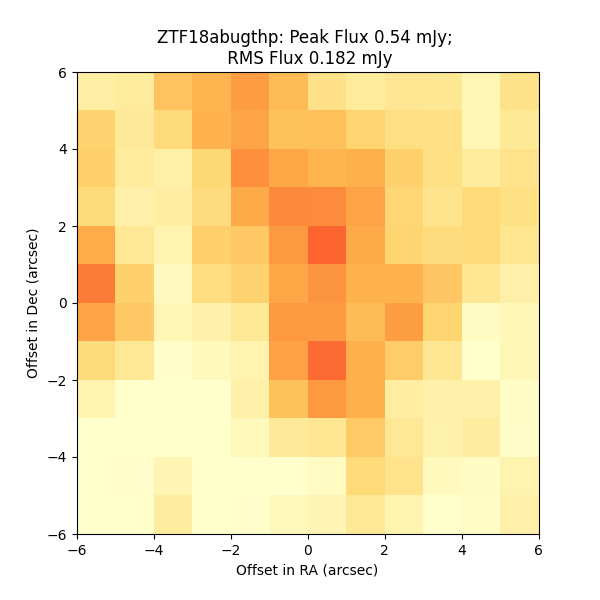 ZTF18abugthp: Peak Flux 0.54 mJy;
RMS Flux 0.182 mJy
6
4
2
0
−2
−4
−6
Offset in Dec (arcsec)
−6 −4 −2 0 2 4 6
Offset in RA (arcsec)